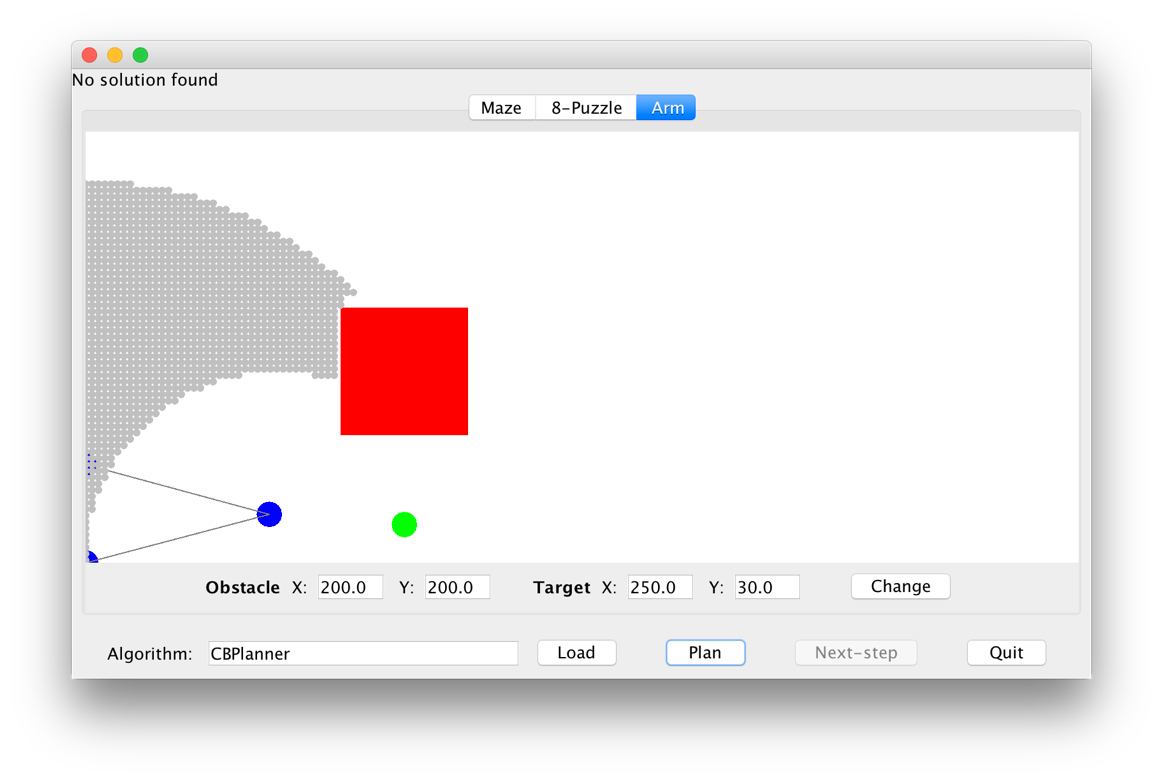 No solution found
Maze 8-Puzzle Arm
Obstacle X: 200.0 Y: 200.0 Target X: 250.0 Y: 30.0 Change
Algorithm: CBPlanner Load Plan Next-step Quit